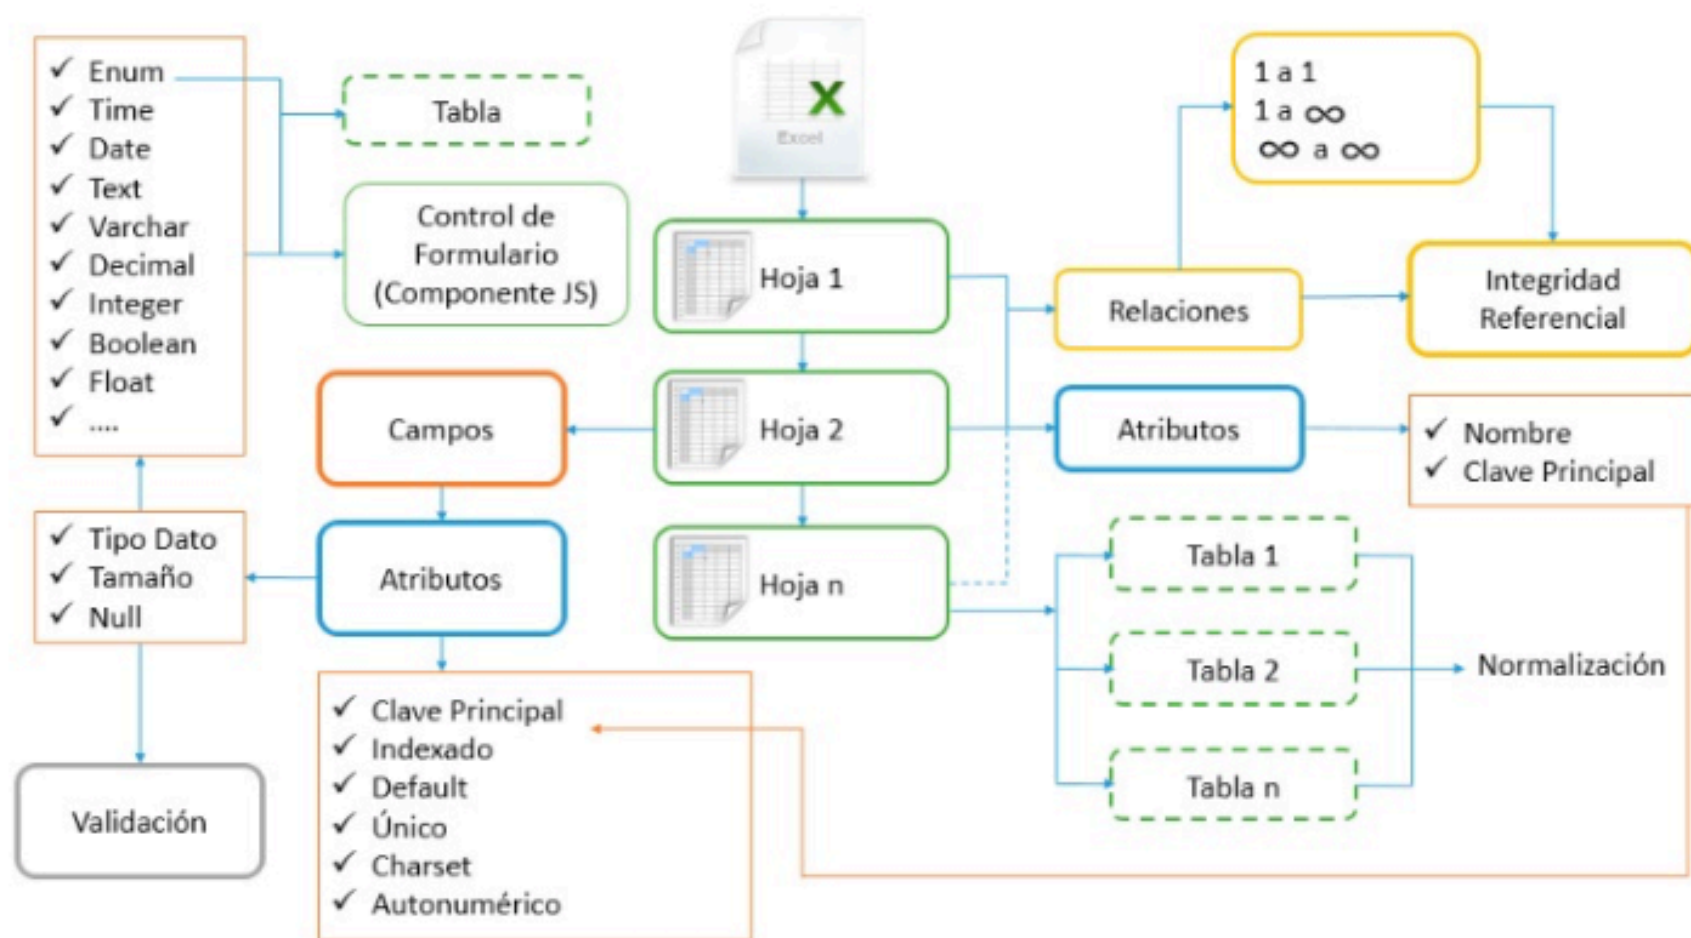 ✓ Enum
✓ Time
✓ Date
✓ Text
✓ Varchar
✓ Decimal
✓ Integer
✓ Boolean
✓ Float
✓ ....
Tabla
Control de
Formulario
(Componente JS)
Excel
Hoja 1
Hoja 2
Hoja n
1 a 1
1 a ∞
∞ a ∞
Relaciones
Integridad
Referencial
Campos
Atributos
✓ Nombre
✓ Clave Principal
✓ Tipo Dato
✓ Tamaño
✓ Null
Atributos
Tabla 1
Tabla 2
Tabla n
Normalización
Validación
✓ Clave Principal
✓ Indexado
✓ Default
✓ Único
✓ Charset
✓ Autonumérico